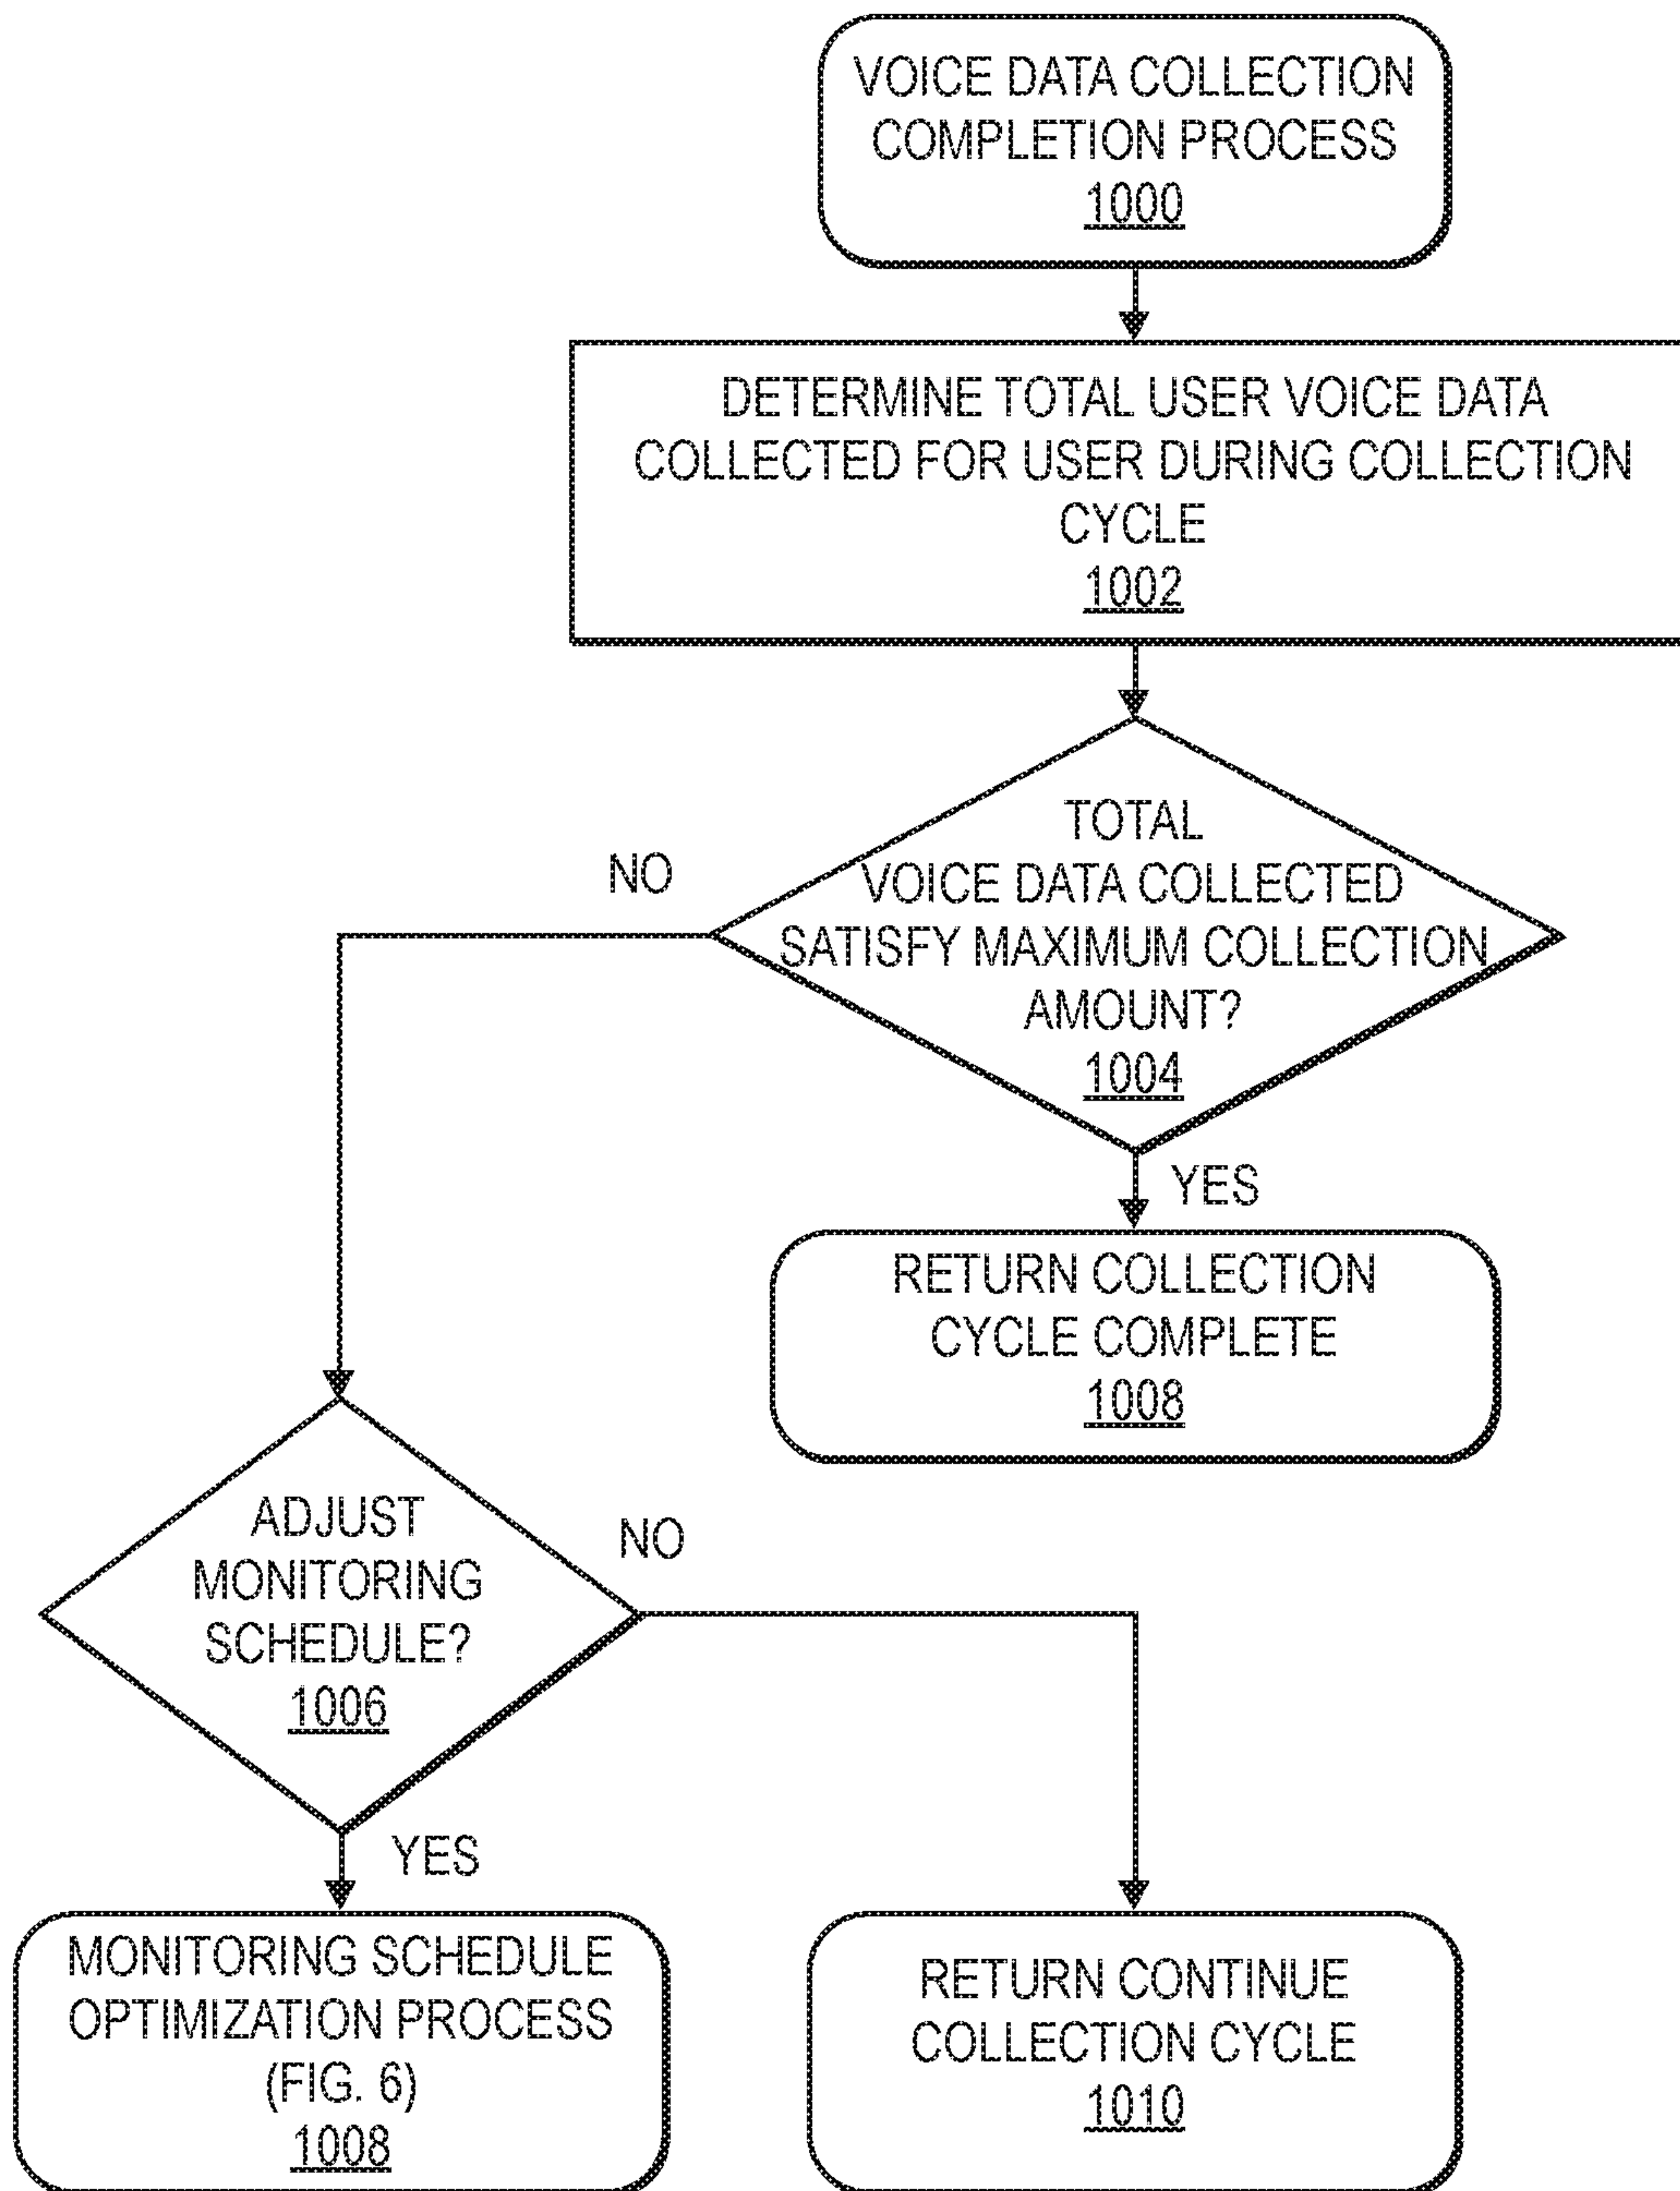 VOICE DATA COLLECTION
COMPLETION PROCESS
1000
DETERMINE TOTAL USER VOICE DATA
COLLECTED FOR USER DURING COLLECTION
CYCLE
1002
TOTAL
VOICE DATA COLLECTED
SATISFY MAXIMUM COLLECTION
AMOUNT?
1004
NO
YES
RETURN COLLECTION
CYCLE COMPLETE
1008
ADJUST
MONITORING
SCHEDULE?
1006
NO
YES
MONITORING SCHEDULE
OPTIMIZATION PROCESS
(FIG. 6)
1008
RETURN CONTINUE
COLLECTION CYCLE
1010